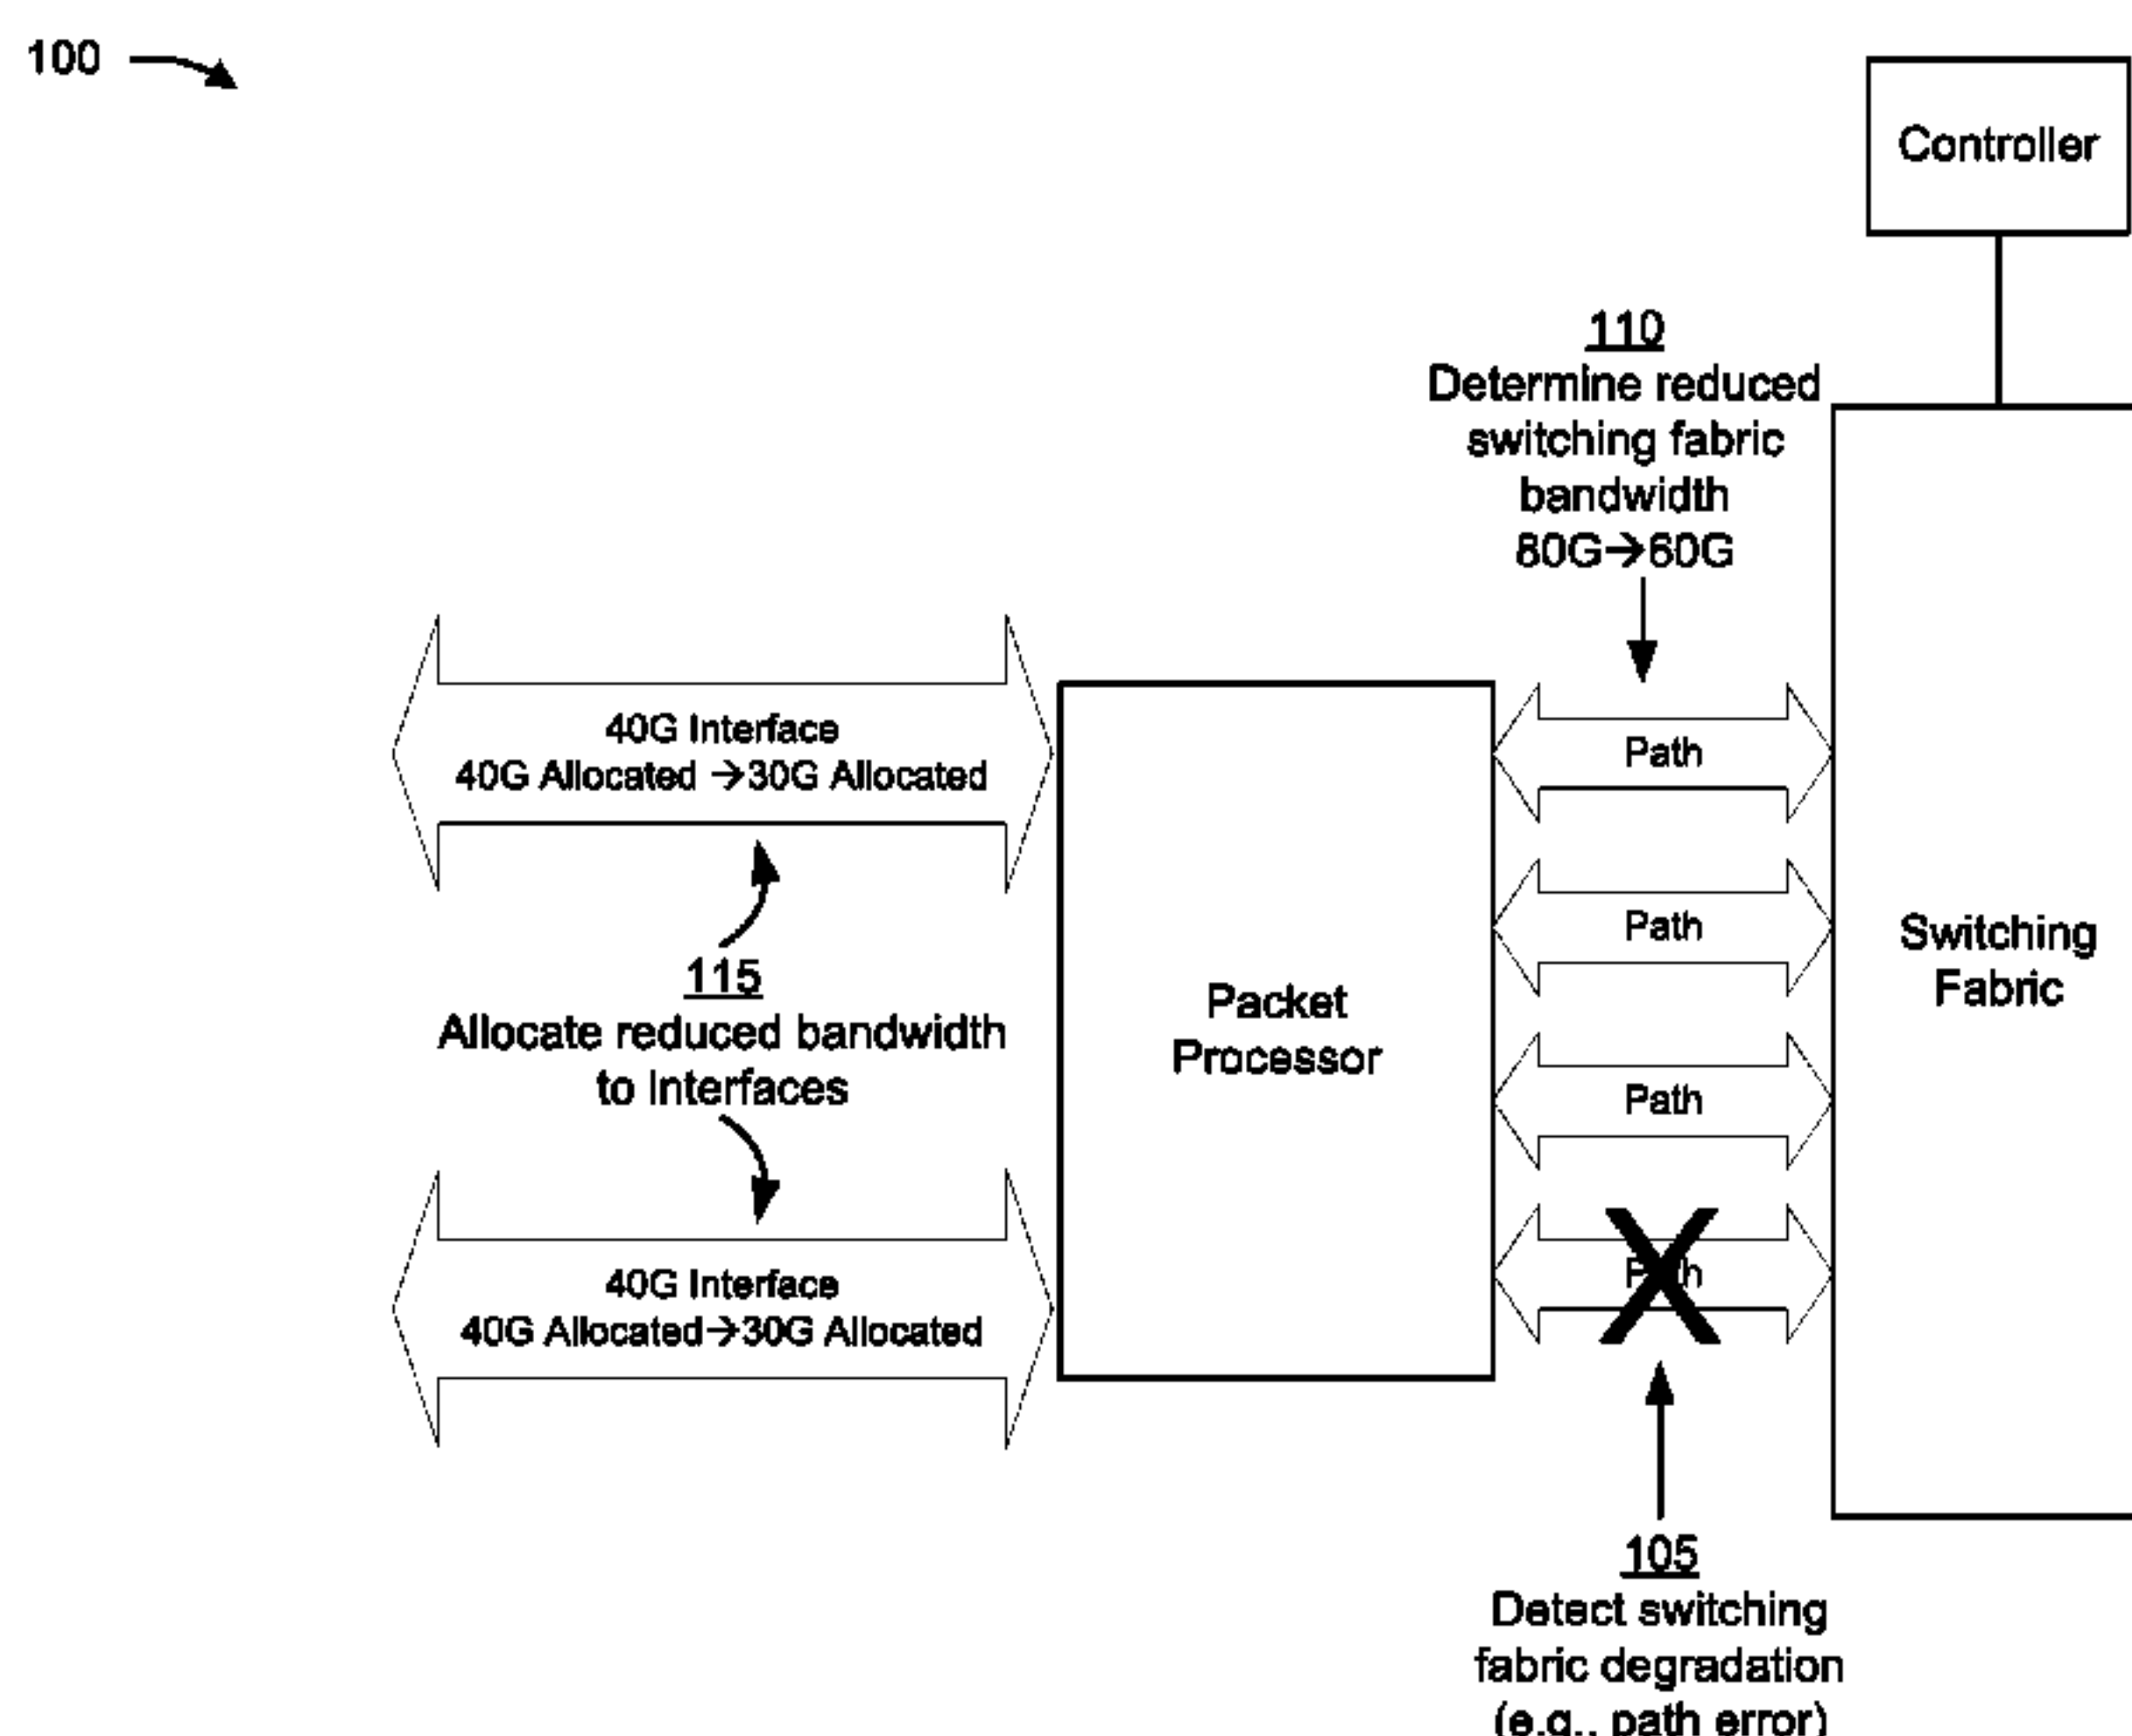 100
Controller
110
Determine reduced
switching fabric
bandwidth
80G→60G
40G Interface
40G Allocated →30G Allocated
Path
Path
Switching
Fabric
115
Allocate reduced bandwidth
to Interfaces
Packet
Processor
Path
40G Interface
40G Allocated→30G Allocated
Path
105
Detect switching
fabric degradation
(e.g., path error)